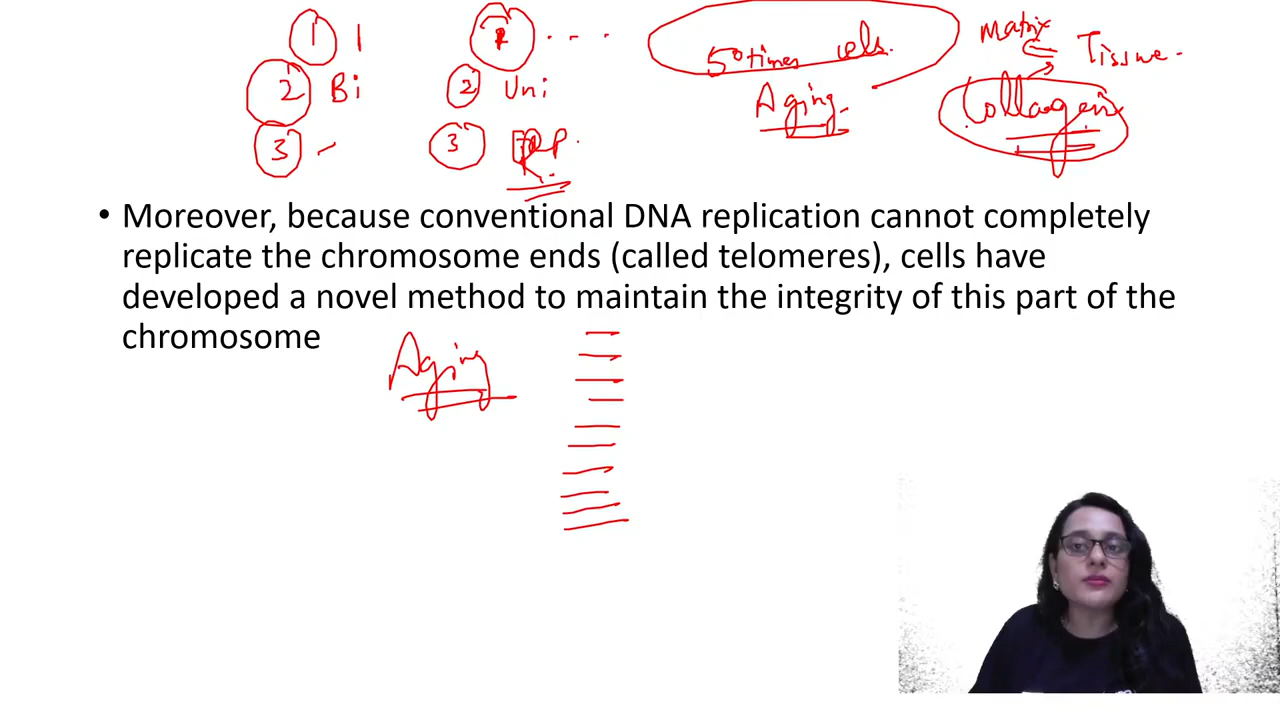 1 1
2 Bi
3
2 Uni
3
50 times cells.
Aging.
Matrix
Tissue.
Collagen
• Moreover, because conventional DNA replication cannot completely
replicate the chromosome ends (called telomeres), cells have
developed a novel method to maintain the integrity of this part of the
chromosome
Aging